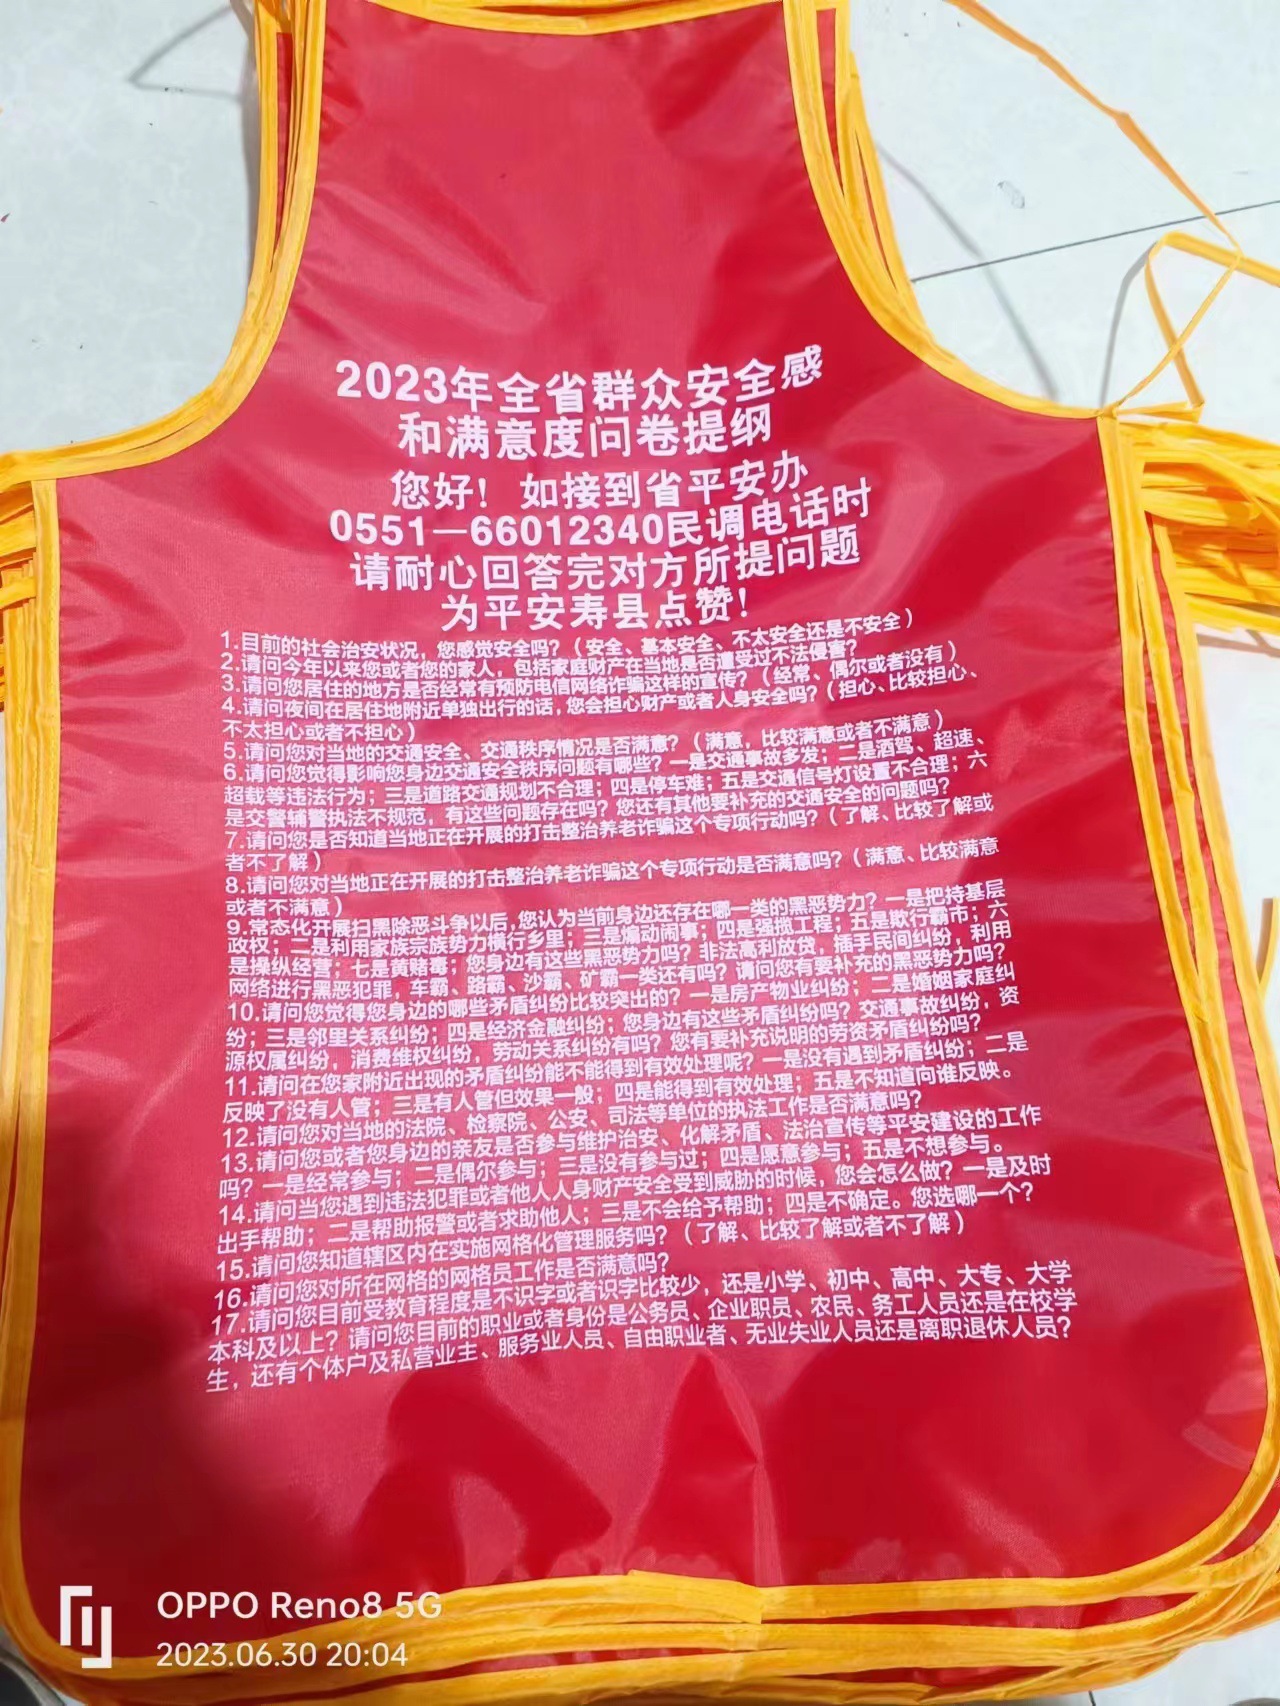 2023年全省群众安全感
和满意度问卷提纲
您好！如接到省平安办
0551—66012340民调电话时
请耐心回答完对方所提问题
为平安寿县点赞！
1.目前的社会治安状况，您感觉安全吗？（安全、基本安全、不太安全还是不安全）
2.请问今年以来您或者您的家人，包括家庭财产在当地是否遭受过不法侵害？
3.请问您居住的地方是否经常有预防电信网络诈骗这样的宣传？（经常、偶尔或者没有）
4.请问夜间在居住地附近单独出行的话，您会担心财产或者人身安全吗？（担心、比较担心、
不太担心或者不担心）
5.请问您对当地的交通安全、交通秩序情况是否满意？（满意，比较满意或者不满意）
6.请问您觉得影响您身边交通安全秩序问题有哪些？一是交通事故多发；二是酒驾、超速、
超载等违法行为；三是道路交通规划不合理；四是停车难；五是交通信号灯设置不合理；六
是交警辅警执法不规范，有这些问题存在吗？您还有其他要补充的交通安全的问题吗？
7.请问您是否知道当地正在开展的打击整治养老诈骗这个专项行动吗？（了解、比较了解或
者不了解）
8.请问您对当地正在开展的打击整治养老诈骗这个专项行动是否满意吗？（满意、比较满意
或者不满意）
9.常态化开展扫黑除恶斗争以后，您认为当前身边还存在哪一类的黑恶势力？一是把持基层
政权；二是利用家族宗族势力横行乡里；三是煽动闹事；四是强揽工程；五是欺行霸市；六
是操纵经营；七是黄赌毒；您身边有这些黑恶势力吗？非法高利放贷，插手民间纠纷，利用
网络进行黑恶犯罪，车霸、路霸、沙霸、矿霸一类还有吗？请问您有要补充的黑恶势力吗？
10.请问您觉得您身边的哪些矛盾纠纷比较突出的？一是房产物业纠纷；二是婚姻家庭纠
纷；三是邻里关系纠纷；四是经济金融纠纷；您身边有这些矛盾纠纷吗？交通事故纠纷，资
源权属纠纷，消费维权纠纷，劳动关系纠纷有吗？您有要补充说明的劳资矛盾纠纷吗？
11.请问在您家附近出现的矛盾纠纷能不能得到有效处理呢？一是没有遇到矛盾纠纷；二是
反映了没有人管；三是有人管但效果一般；四是能得到有效处理；五是不知道向谁反映。
12.请问您对当地的法院、检察院、公安、司法等单位的执法工作是否满意吗？
13.请问您或者您身边的亲友是否参与维护治安、化解矛盾、法治宣传等平安建设的工作
吗？一是经常参与；二是偶尔参与；三是没有参与过；四是愿意参与；五是不想参与。
14.请问当您遇到违法犯罪或者他人人身财产安全受到威胁的时候，您会怎么做？一是及时
出手帮助；二是帮助报警或者求助他人；三是不会给予帮助；四是不确定。您选哪一个？
15.请问您知道辖区内在实施网格化管理服务吗？（了解、比较了解或者不了解）
16.请问您对所在网格的网格员工作是否满意吗？
17.请问您目前受教育程度是不识字或者识字比较少，还是小学、初中、高中、大专、大学
本科及以上？请问您目前的职业或者身份是公务员、企业职员、农民、务工人员还是在校学
生，还有个体户及私营业主、服务业人员、自由职业者、无业失业人员还是离职退休人员？
OPPO Reno8 5G
2023.06.30 20:04